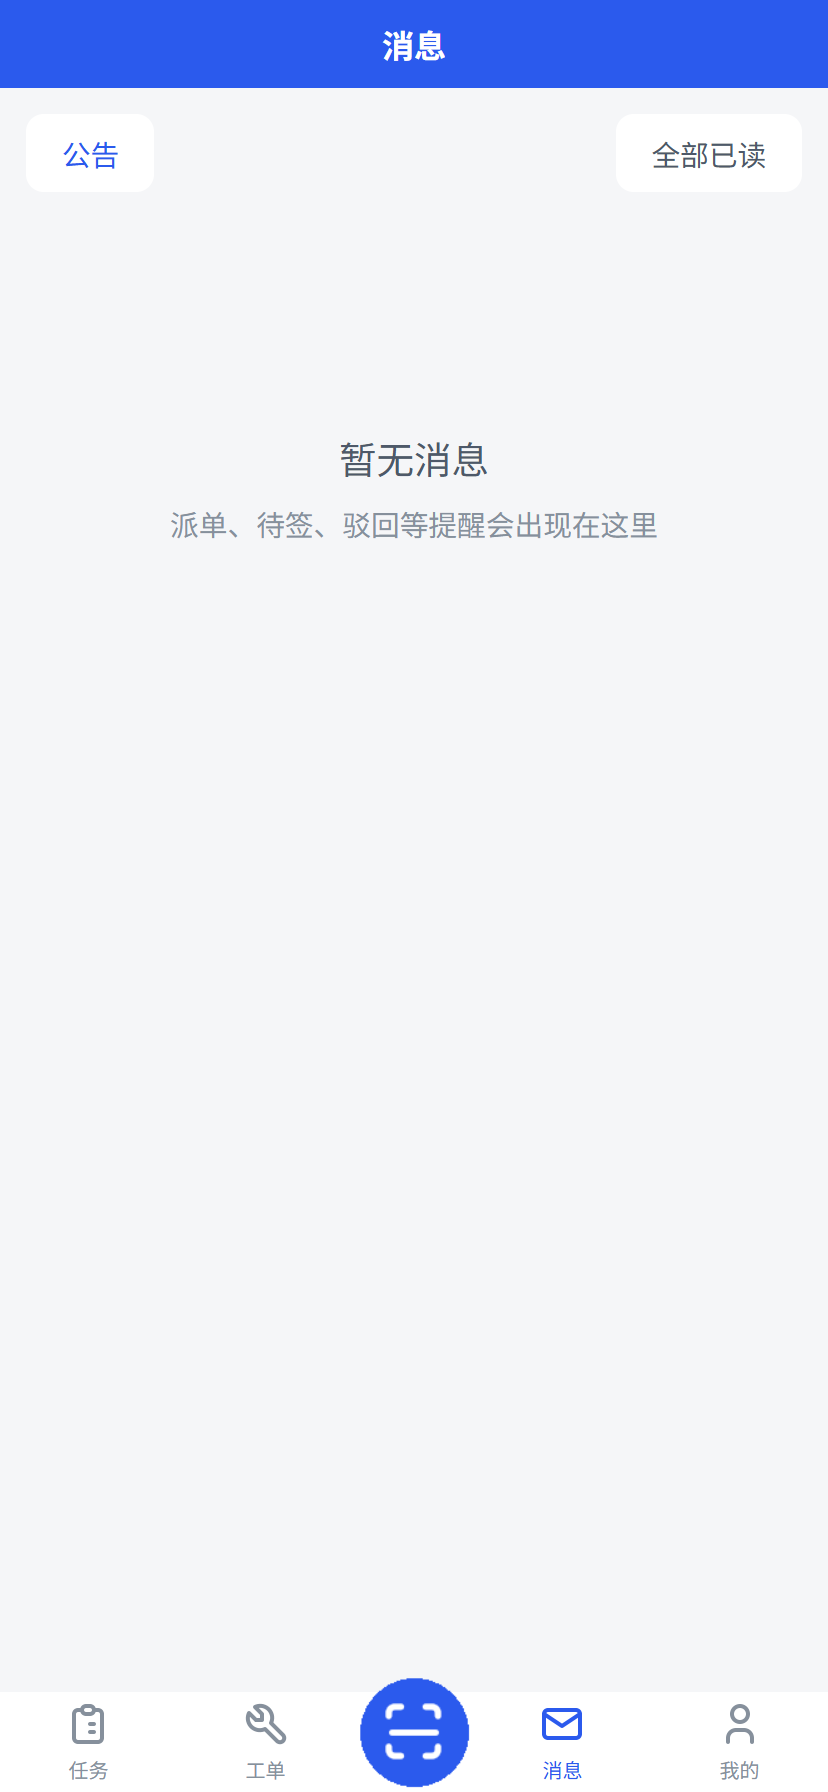 消息
公告
全部已读
暂无消息
派单、待签、驳回等提醒会出现在这里
任务
工单
消息
我的